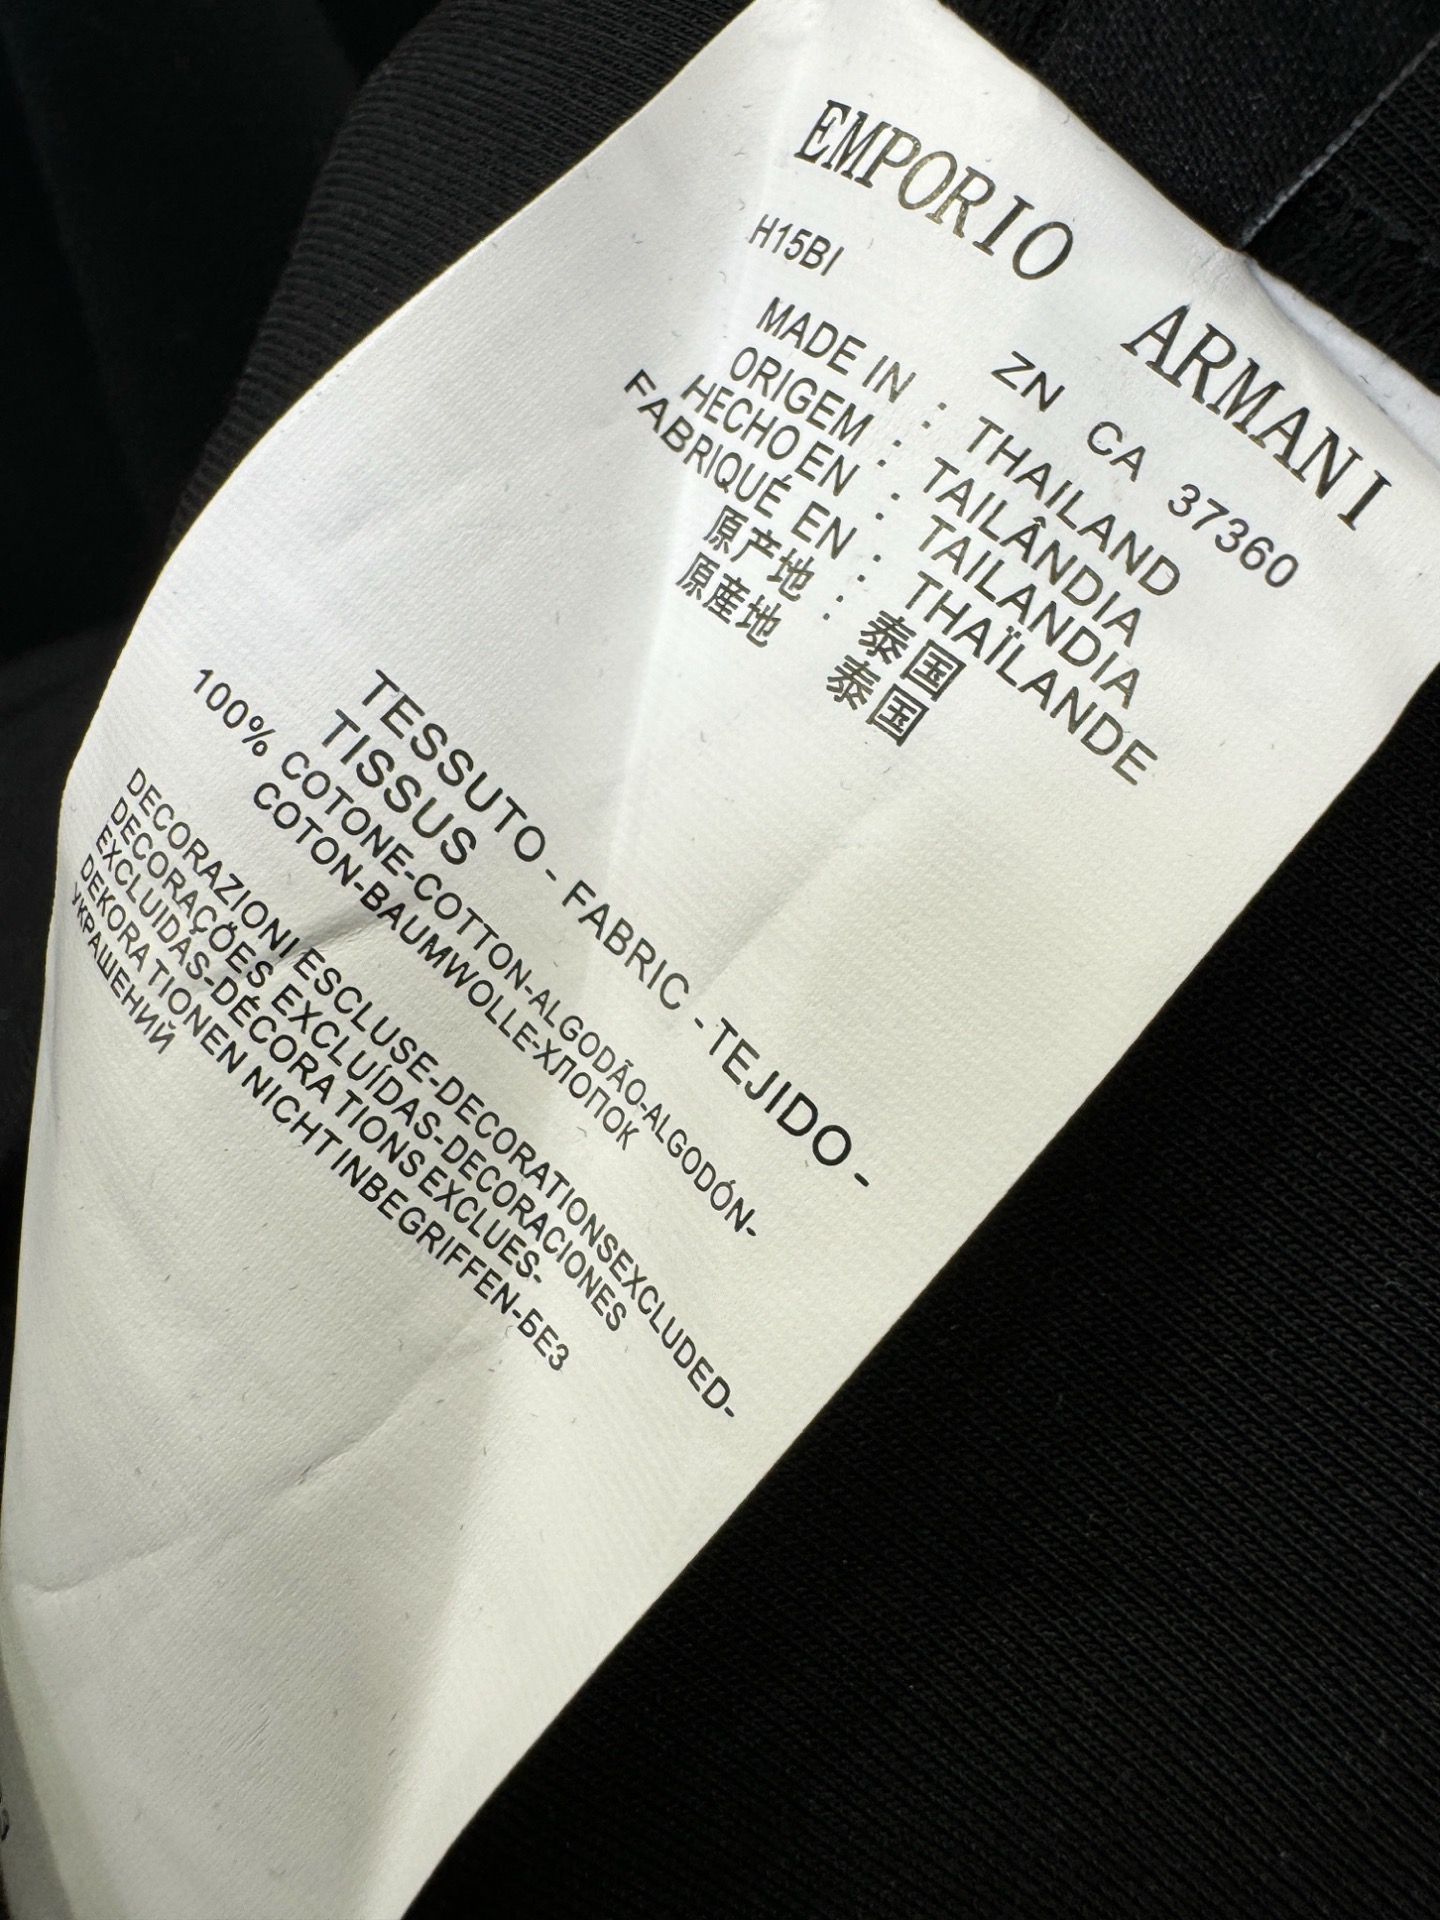 EMPORIO ARMANI
H15BI ZN CA 37360
MADE IN : THAILAND
ORIGEM : TAILÂNDIA
HECHO EN : TAILANDIA
FABRIQUÉ EN : THAÏLANDE
原产地 : 泰国
原産地 泰国
TESSUTO - FABRIC - TEJIDO -
TISSUS
100% COTONE-COTTON-ALGODÃO-ALGODÓN-
COTON-BAUMWOLLE-ХЛОПОК
DECORAZIONI ESCLUSE-DECORATIONSEXCLUDED-
DECORAÇÕES EXCLUÍDAS-DECORACIONES
EXCLUIDAS-DÉCORATIONS EXCLUES-
DEKORATIONEN NICHT INBEGRIFFEN-БЕЗ
УКРАШЕНИЙ